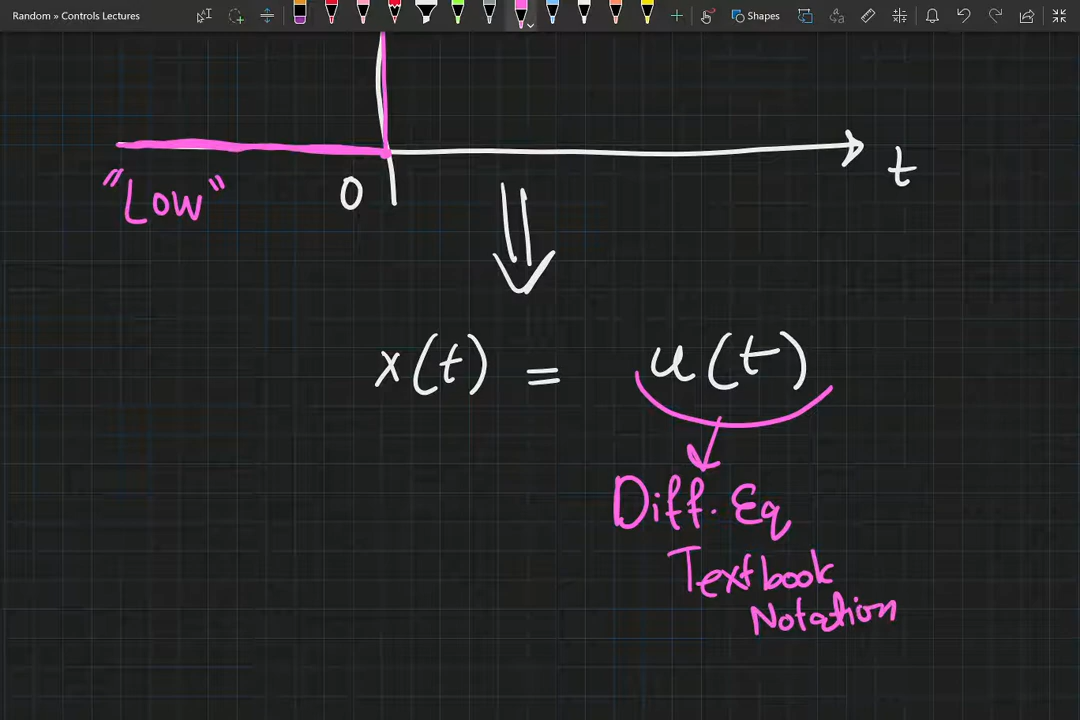 Random » Controls Lectures
Shapes
t
"Low"
0
x(t) = u(t)
Diff. Eq
Textbook
Notation